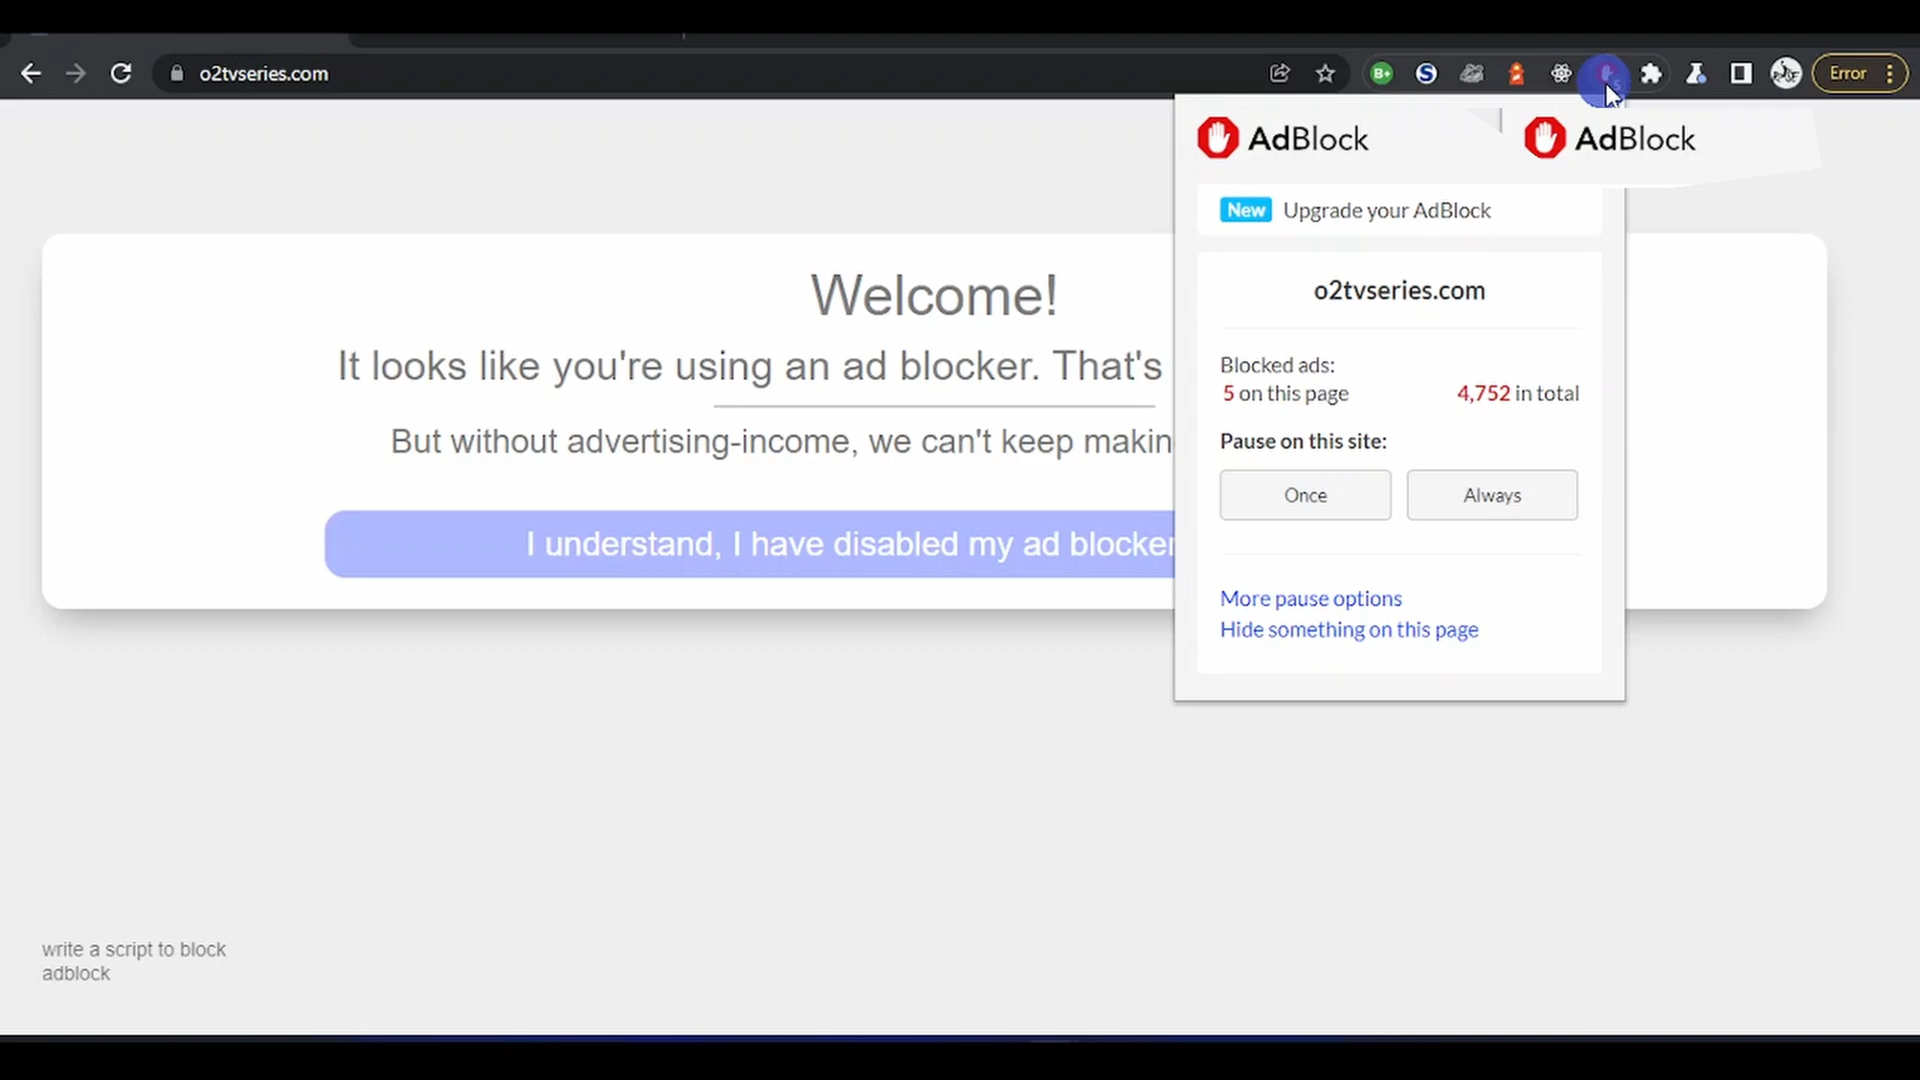 o2tvseries.com
Error
AdBlock
AdBlock
New Upgrade your AdBlock
o2tvseries.com
Blocked ads:
5 on this page
4,752 in total
Pause on this site:
Once
Always
More pause options
Hide something on this page
Welcome!
It looks like you're using an ad blocker. That's
But without advertising-income, we can't keep makin
I understand, I have disabled my ad blocker
write a script to block
adblock